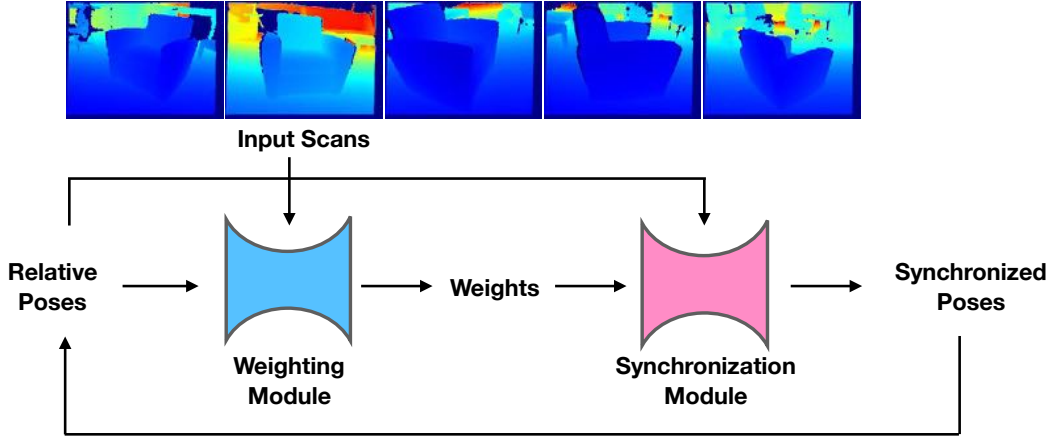 Input Scans
Relative
Poses
Weights
Synchronized
Poses
Weighting
Module
Synchronization
Module